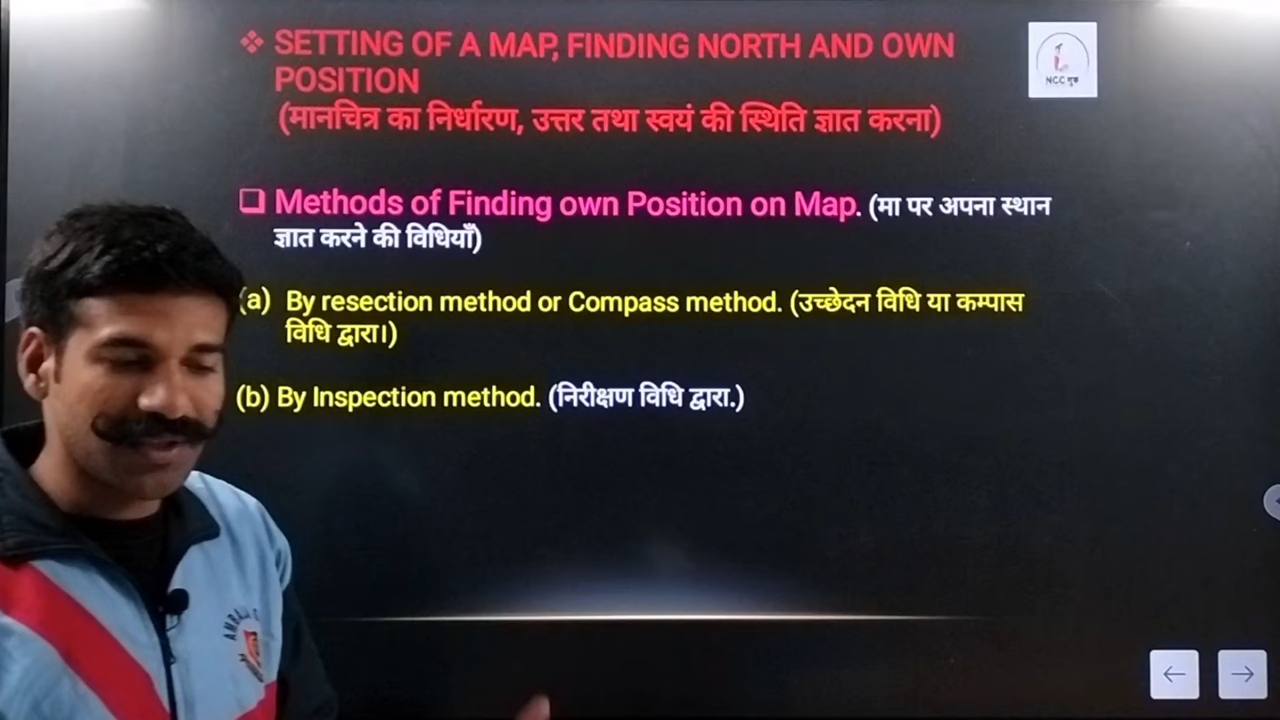 ❖ SETTING OF A MAP, FINDING NORTH AND OWN
POSITION
(मानचित्र का निर्धारण, उत्तर तथा स्वयं की स्थिति ज्ञात करना)
NCC गुरु
❑ Methods of Finding own Position on Map. (मा पर अपना स्थान
ज्ञात करने की विधियाँ)
(a) By resection method or Compass method. (उच्छेदन विधि या कम्पास
विधि द्वारा।)
(b) By Inspection method. (निरीक्षण विधि द्वारा.)